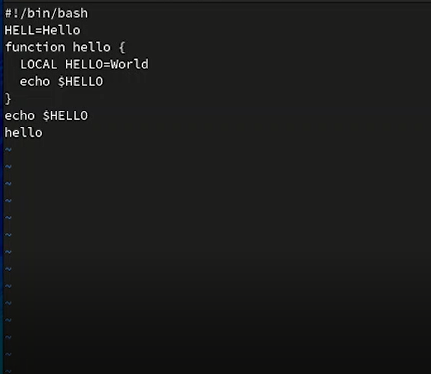 #!/bin/bash
HELL=Hello
function hello {
  LOCAL HELLO=World
  echo $HELLO
}
echo $HELLO
hello
~
~
~
~
~
~
~
~
~
~
~
~
~
~